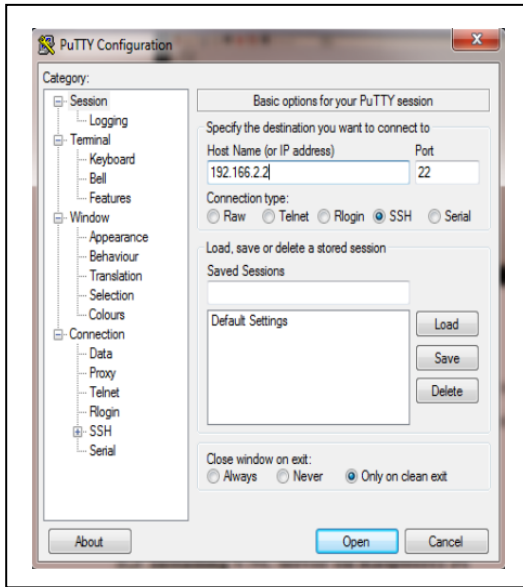 PuTTY Configuration
Category:
Session
Logging
Terminal
Keyboard
Bell
Features
Window
Appearance
Behaviour
Translation
Selection
Colours
Connection
Data
Proxy
Telnet
Rlogin
SSH
Serial
Basic options for your PuTTY session
Specify the destination you want to connect to
Host Name (or IP address) Port
192.166.2.2 22
Connection type:
Raw Telnet Rlogin SSH Serial
Load, save or delete a stored session
Saved Sessions
Default Settings
Load
Save
Delete
Close window on exit:
Always Never Only on clean exit
About Open Cancel